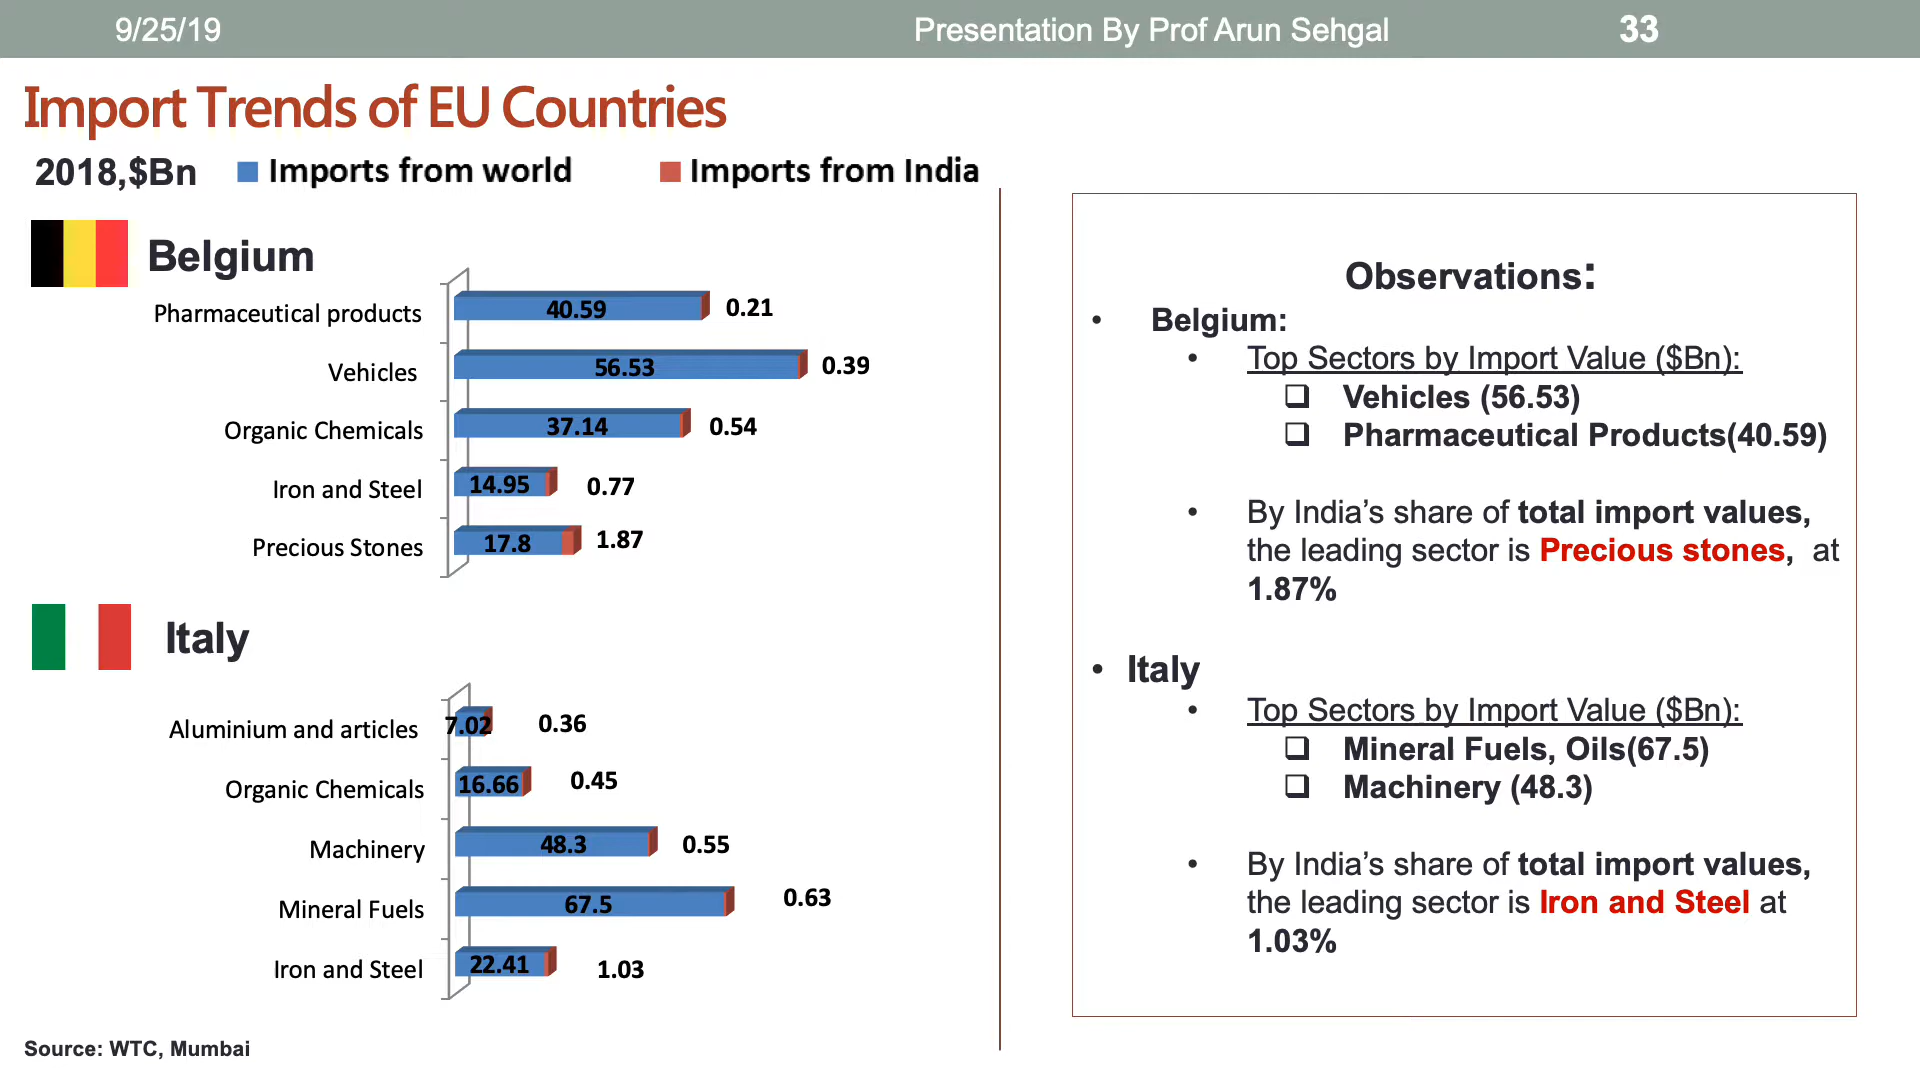 9/25/19
Presentation By Prof Arun Sehgal
33
Import Trends of EU Countries
2018,$Bn
Imports from world
Imports from India
Belgium
Pharmaceutical products 40.59 0.21
Vehicles 56.53 0.39
Organic Chemicals 37.14 0.54
Iron and Steel 14.95 0.77
Precious Stones 17.8 1.87
Italy
Aluminium and articles 7.02 0.36
Organic Chemicals 16.66 0.45
Machinery 48.3 0.55
Mineral Fuels 67.5 0.63
Iron and Steel 22.41 1.03
Source: WTC, Mumbai
Observations:
• Belgium:
• Top Sectors by Import Value ($Bn):
❑ Vehicles (56.53)
❑ Pharmaceutical Products(40.59)
• By India’s share of total import values,
the leading sector is Precious stones, at
1.87%
• Italy
• Top Sectors by Import Value ($Bn):
❑ Mineral Fuels, Oils(67.5)
❑ Machinery (48.3)
• By India’s share of total import values,
the leading sector is Iron and Steel at
1.03%